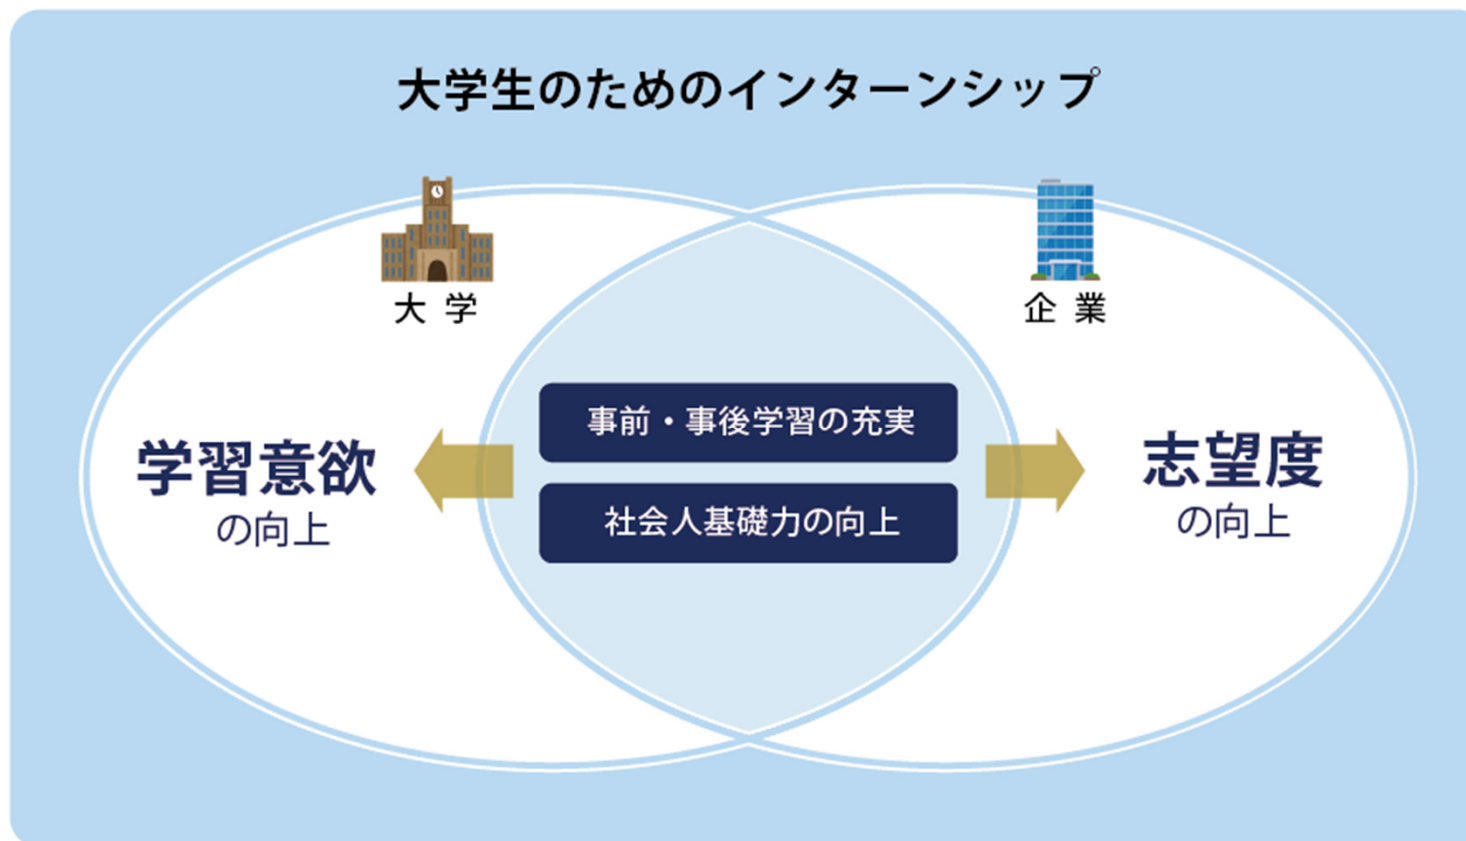 大学生のためのインターンシップ
大学
企業
事前・事後学習の充実
社会人基礎力の向上
学習意欲
の向上
志望度
の向上